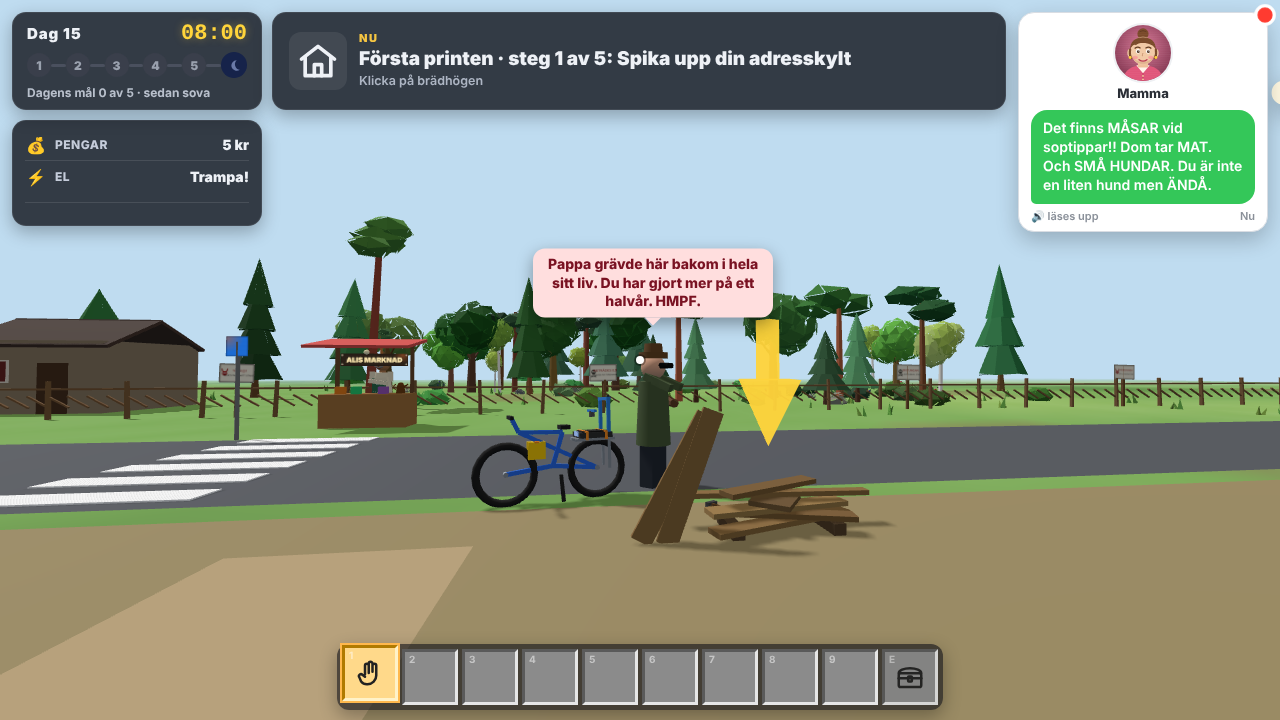 Dag 15
08:00
1
2
3
4
5
Dagens mål 0 av 5 · sedan sova
PENGAR
5 kr
EL
Trampa!
NU
Första printen · steg 1 av 5: Spika upp din adresskylt
Klicka på brädhögen
Mamma
Det finns MÅSAR vid
soptippar!! Dom tar MAT.
Och SMÅ HUNDAR. Du är inte
en liten hund men ÄNDÅ.
läses upp
Nu
Pappa grävde här bakom i hela
sitt liv. Du har gjort mer på ett
halvår. HMPF.
ALIS MARKNAD
1
2
3
4
5
6
7
8
9
E